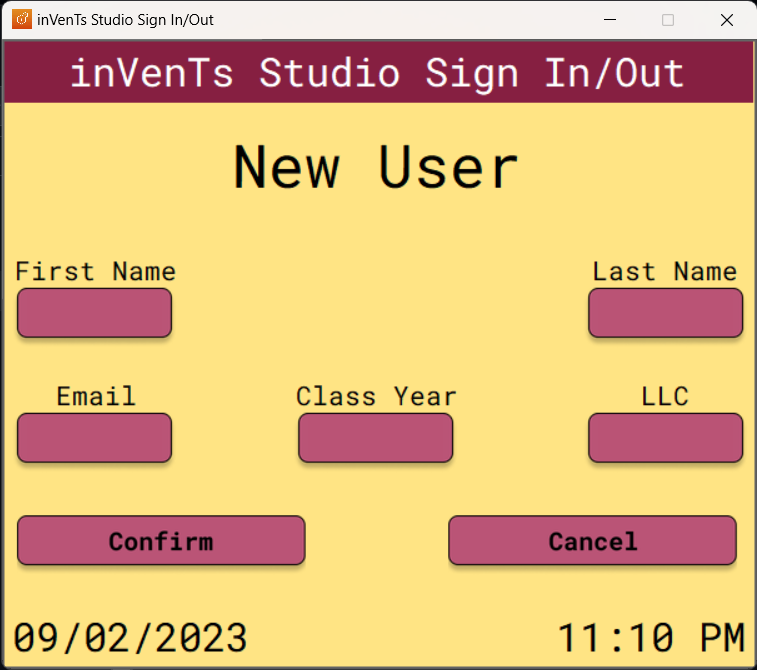 inVenTs Studio Sign In/Out
inVenTs Studio Sign In/Out
New User
First Name Last Name
Email Class Year LLC
Confirm Cancel
09/02/2023 11:10 PM